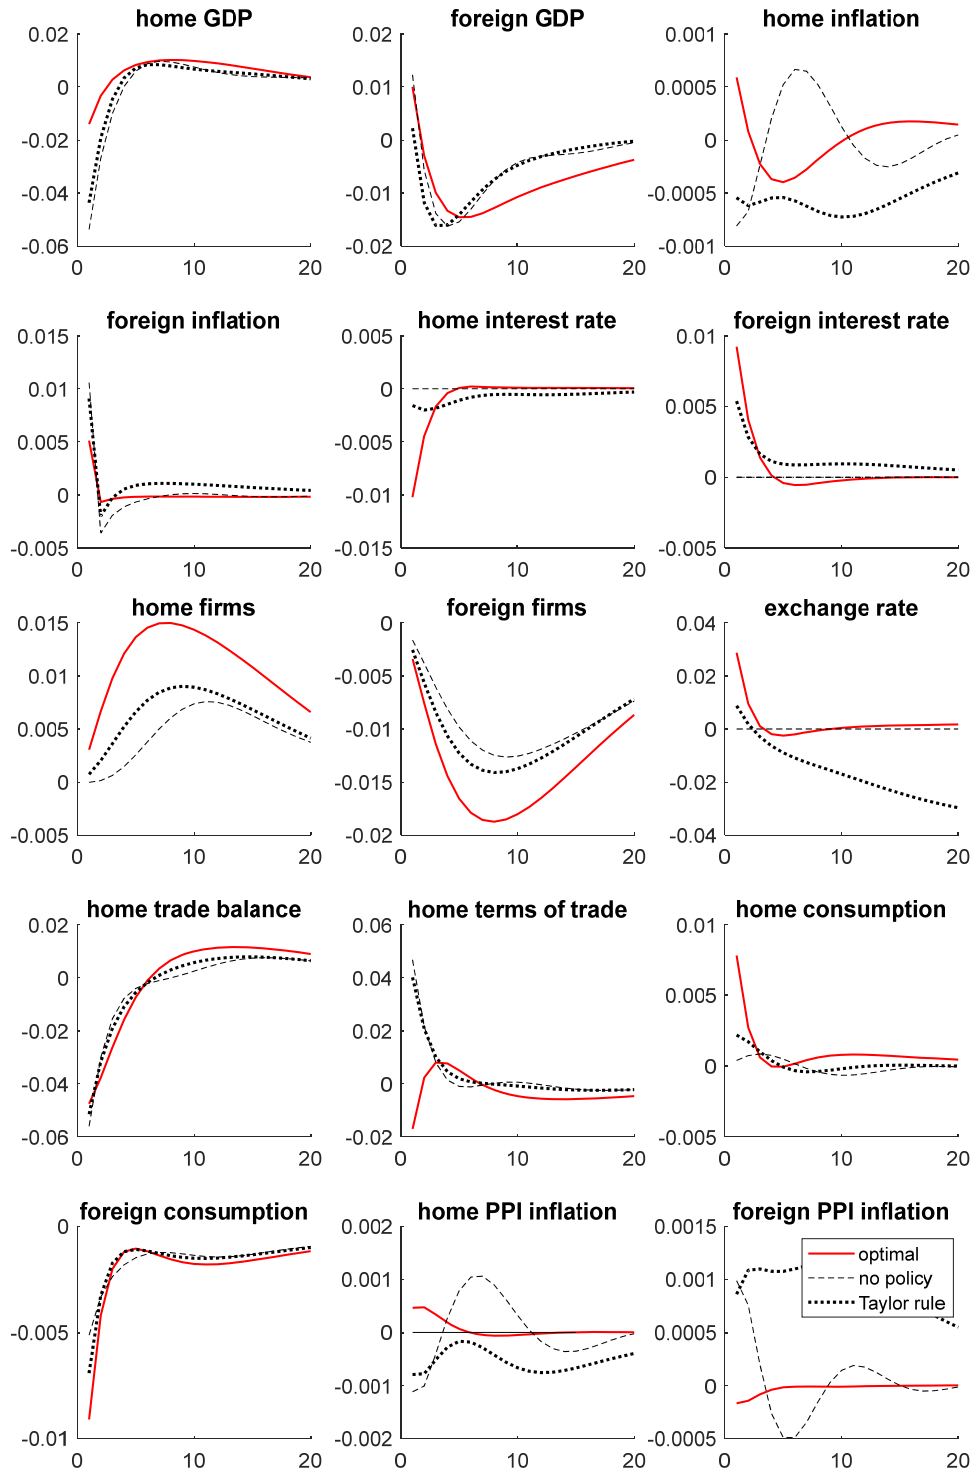 home GDP
foreign GDP
home inflation
0.02
0
-0.02
-0.04
-0.06
0 10 20
0.02
0.01
0
-0.01
-0.02
0 10 20
0.001
0.0005
0
-0.0005
-0.001
0 10 20
foreign inflation
home interest rate
foreign interest rate
0.015
0.01
0.005
0
-0.005
0 10 20
0.005
0
-0.005
-0.01
-0.015
0 10 20
0.01
0.005
0
-0.005
0 10 20
home firms
foreign firms
exchange rate
0.015
0.01
0.005
0
-0.005
0 10 20
0
-0.005
-0.01
-0.015
-0.02
0 10 20
0.04
0.02
0
-0.02
-0.04
0 10 20
home trade balance
home terms of trade
home consumption
0.02
0
-0.02
-0.04
-0.06
0 10 20
0.06
0.04
0.02
0
-0.02
0 10 20
0.01
0.005
0
-0.005
0 10 20
foreign consumption
home PPI inflation
foreign PPI inflation
0
-0.005
-0.01
0 10 20
0.002
0.001
0
-0.001
-0.002
0 10 20
0.0015
0.001
0.0005
0
-0.0005
0 10 20
optimal
no policy
Taylor rule